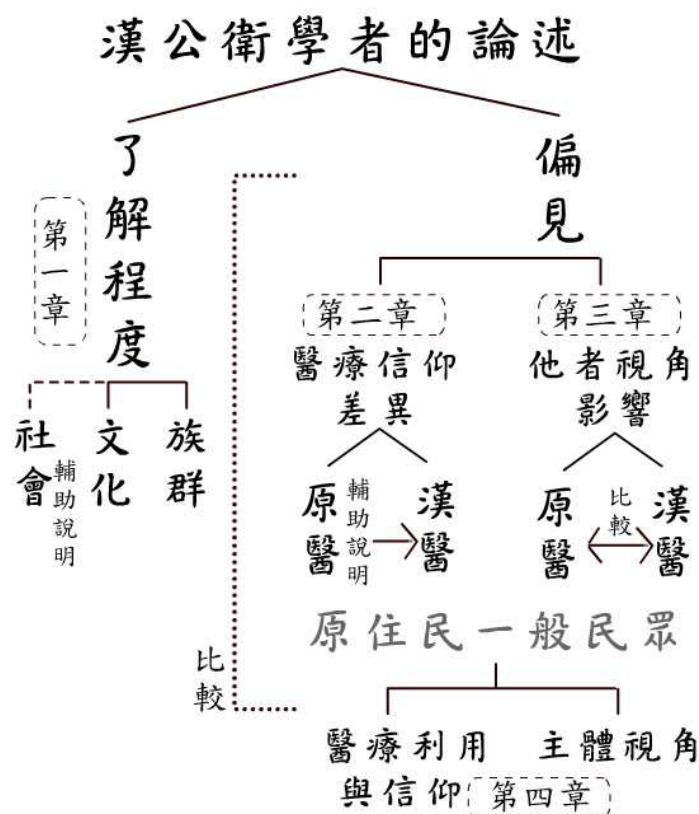 漢公衛學者的論述
了解程度
第一章
社會
輔助說明
文化
族群
偏見
第二章
醫療信仰
差異
原醫
輔助說明
漢醫
第三章
他者視角
影響
原醫
比較
漢醫
比較
原住民一般民眾
醫療利用
與信仰
主體視角
第四章